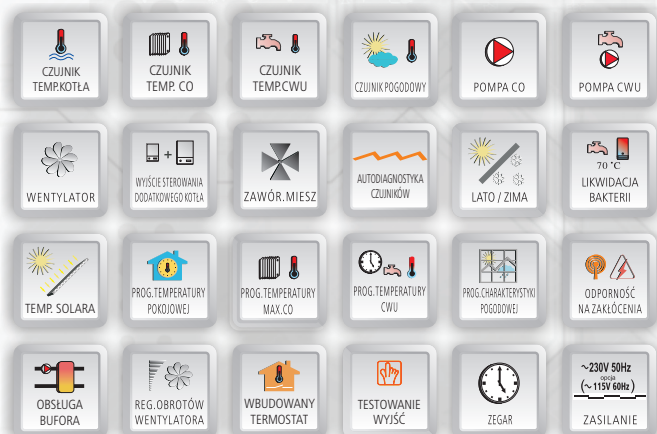 CZUJNIK
TEMP.KOTŁA
CZUJNIK
TEMP. CO
CZUJNIK
TEMP.CWU
CZUJNIK POGODOWY
POMPA CO
POMPA CWU
WENTYLATOR
WYJŚCIE STEROWANIA
DODATKOWEGO KOTŁA
ZAWÓR.MIESZ
AUTODIAGNOSTYKA
CZUJNIKÓW
LATO / ZIMA
70 °C
LIKWIDACJA
BAKTERII
TEMP. SOLARA
PROG.TEMPERATURY
POKOJOWEJ
PROG.TEMPERATURY
MAX.CO
PROG.TEMPERATURY
CWU
PROG.CHARAKTERYSTYKI
POGODOWEJ
ODPORNOŚĆ
NA ZAKŁÓCENIA
OBSŁUGA
BUFORA
REG.OBROTÓW
WENTYLATORA
WBUDOWANY
TERMOSTAT
TESTOWANIE
WYJŚĆ
ZEGAR
~230V 50Hz
opcja
(~115V 60Hz)
ZASILANIE